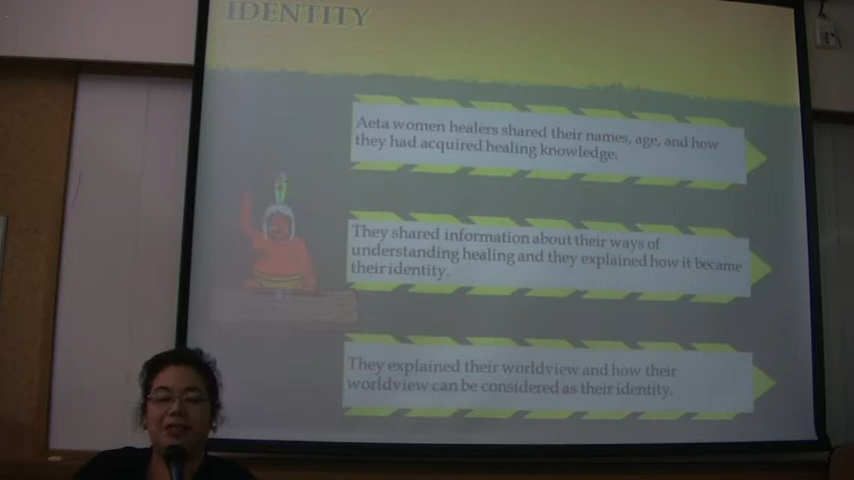 IDENTITY
Aeta women healers shared their names, age, and how
they had acquired healing knowledge.
They shared information about their ways of
understanding healing and they explained how it became
their identity.
They explained their worldview and how their
worldview can be considered as their identity.